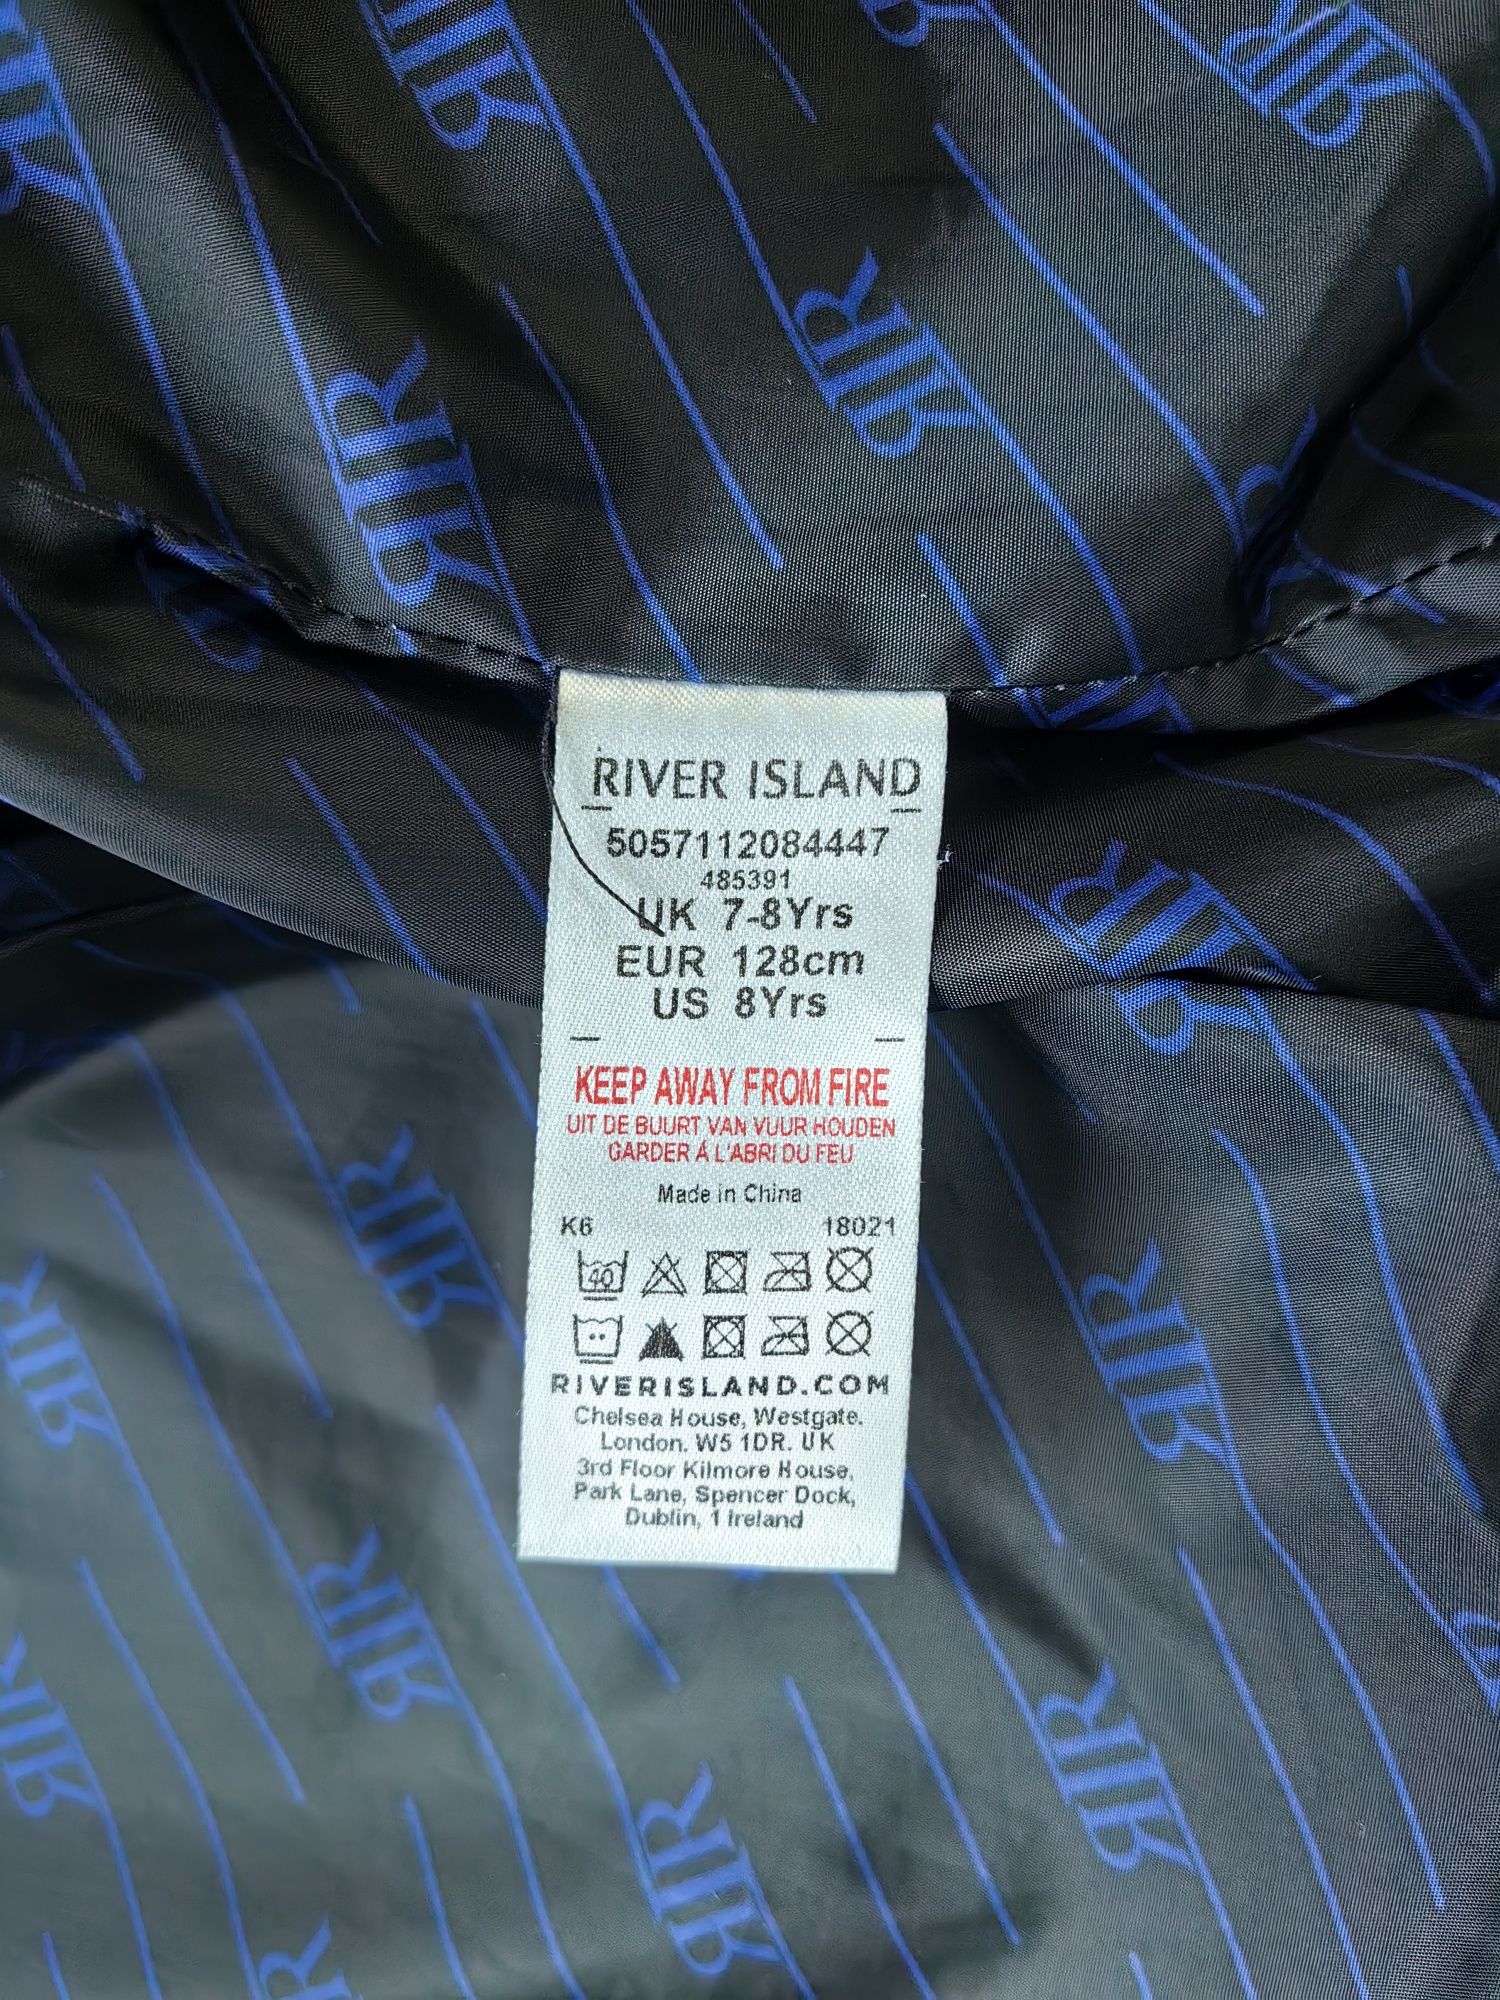 RIVER ISLAND
5057112084447
485391
UK 7-8Yrs
EUR 128cm
US 8Yrs
KEEP AWAY FROM FIRE
UIT DE BUURT VAN VUUR HOUDEN
GARDER Á L'ABRI DU FEU
Made in China
K6 18021
40
RIVERISLAND.COM
Chelsea House, Westgate.
London. W5 1DR. UK
3rd Floor Kilmore House,
Park Lane, Spencer Dock,
Dublin, 1 Ireland